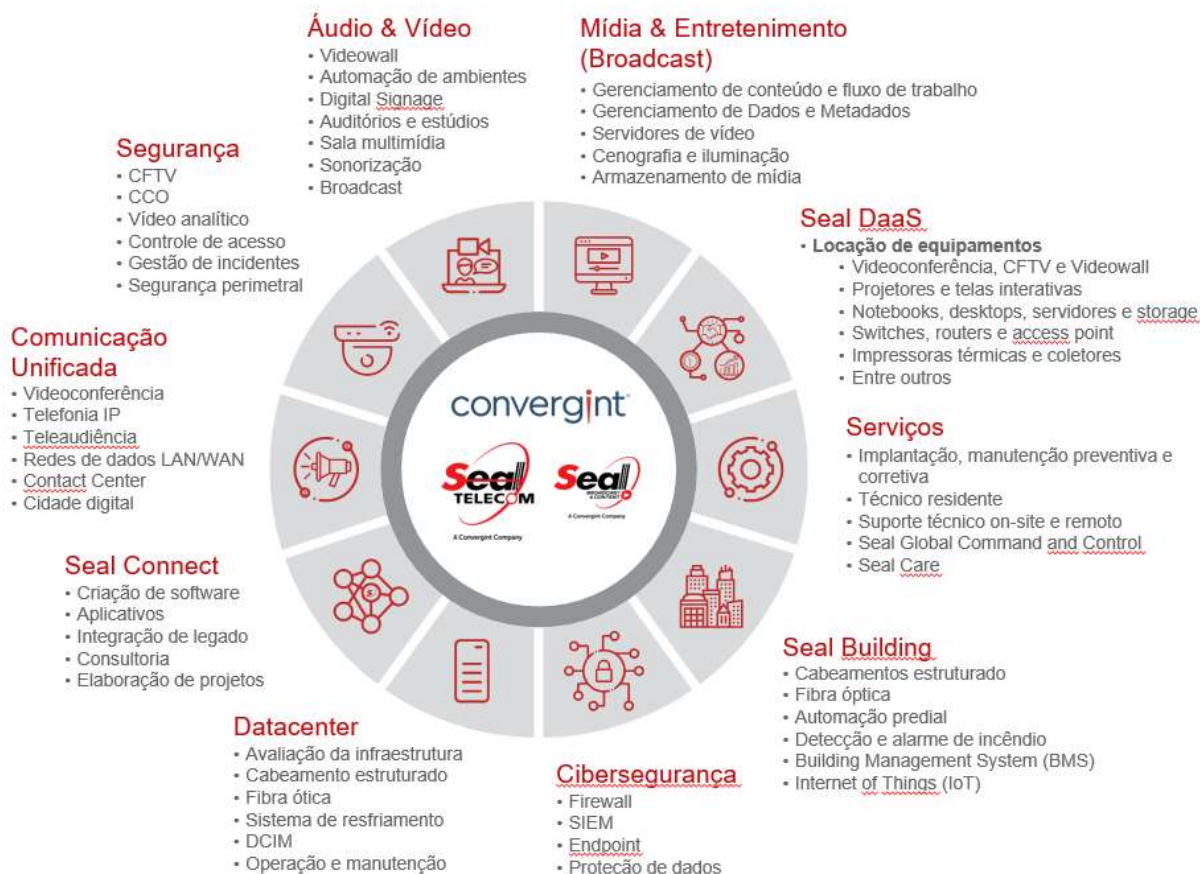 Áudio & Vídeo
• Videowall
• Automação de ambientes
• Digital Signage
• Auditórios e estúdios
• Sala multimídia
• Sonorização
• Broadcast
Mídia & Entretenimento
(Broadcast)
• Gerenciamento de conteúdo e fluxo de trabalho
• Gerenciamento de Dados e Metadados
• Servidores de vídeo
• Cenografia e iluminação
• Armazenamento de mídia
Segurança
• CFTV
• CCO
• Vídeo analítico
• Controle de acesso
• Gestão de incidentes
• Segurança perimetral
Seal DaaS
• Locação de equipamentos
• Videoconferência, CFTV e Videowall
• Projetores e telas interativas
• Notebooks, desktops, servidores e storage
• Switches, routers e access point
• Impressoras térmicas e coletores
• Entre outros
Comunicação
Unificada
• Videoconferência
• Telefonia IP
• Teleaudiência
• Redes de dados LAN/WAN
• Contact Center
• Cidade digital
convergint
Seal
TELECOM
A Convergint Company
Seal
BROADCAST
& CONTENT
A Convergint Company
Serviços
• Implantação, manutenção preventiva e
corretiva
• Técnico residente
• Suporte técnico on-site e remoto
• Seal Global Command and Control
• Seal Care
Seal Connect
• Criação de software
• Aplicativos
• Integração de legado
• Consultoria
• Elaboração de projetos
Seal Building
• Cabeamentos estruturado
• Fibra óptica
• Automação predial
• Detecção e alarme de incêndio
• Building Management System (BMS)
• Internet of Things (IoT)
Datacenter
• Avaliação da infraestrutura
• Cabeamento estruturado
• Fibra ótica
• Sistema de resfriamento
• DCIM
• Operação e manutenção
Cibersegurança
• Firewall
• SIEM
• Endpoint
• Proteção de dados